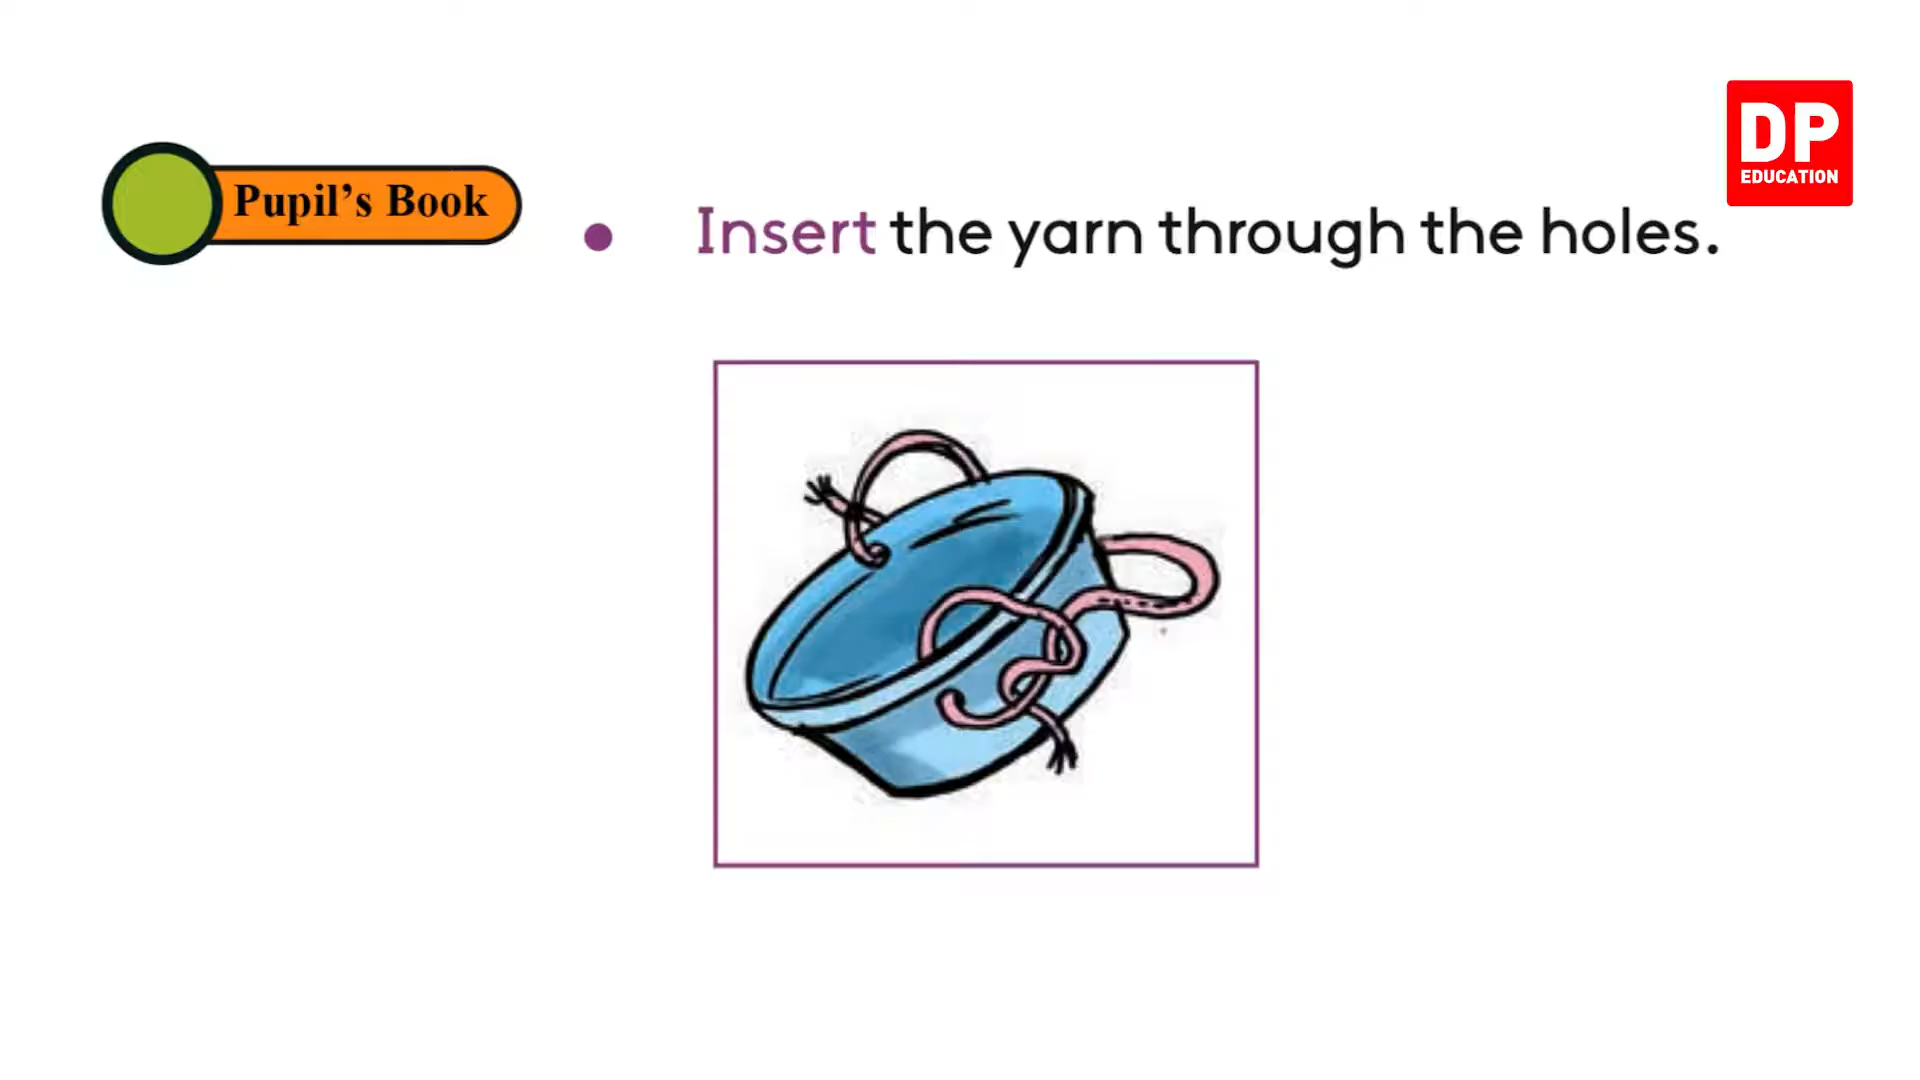 DP
EDUCATION
Pupil’s Book
• Insert the yarn through the holes.